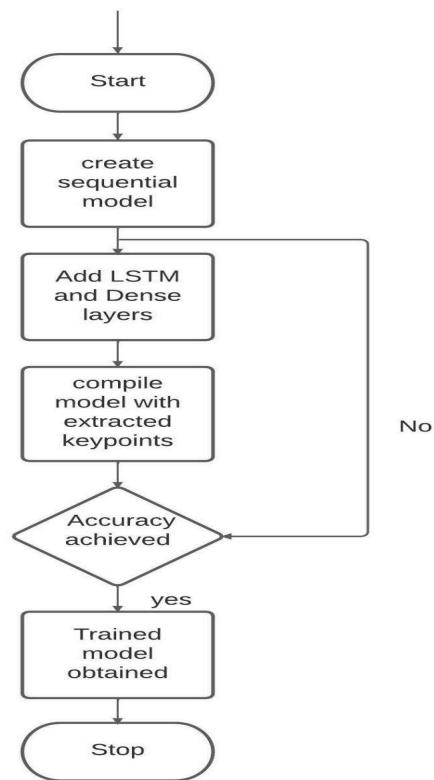 Start
create
sequential
model
Add LSTM
and Dense
layers
compile
model with
extracted
keypoints
No
Accuracy
achieved
yes
Trained
model
obtained
Stop